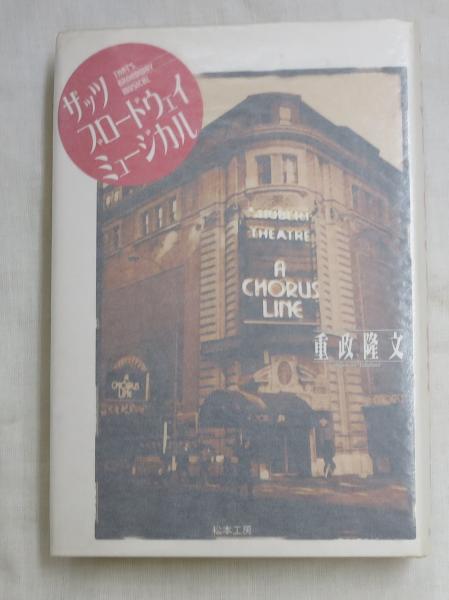 THAT'S
BROADWAY
MUSICAL
ザッツ
ブロードウェイ
ミュージカル
SHUBERT
THEATRE
A
CHORUS
LINE
重政隆文
A
CHORUS
LINE
松本工房